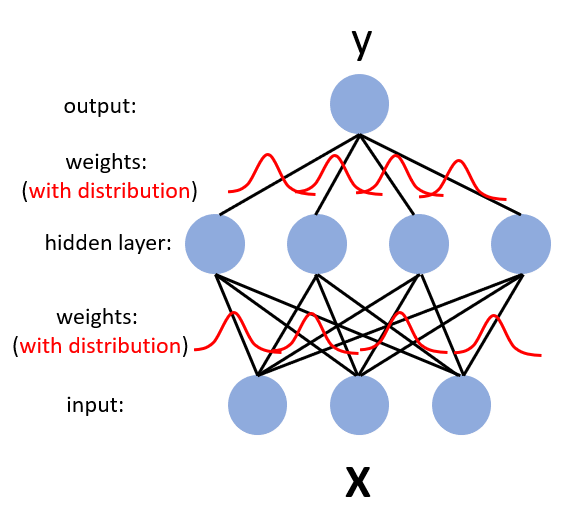 y
output:
weights:
(with distribution)
hidden layer:
weights:
(with distribution)
input:
X